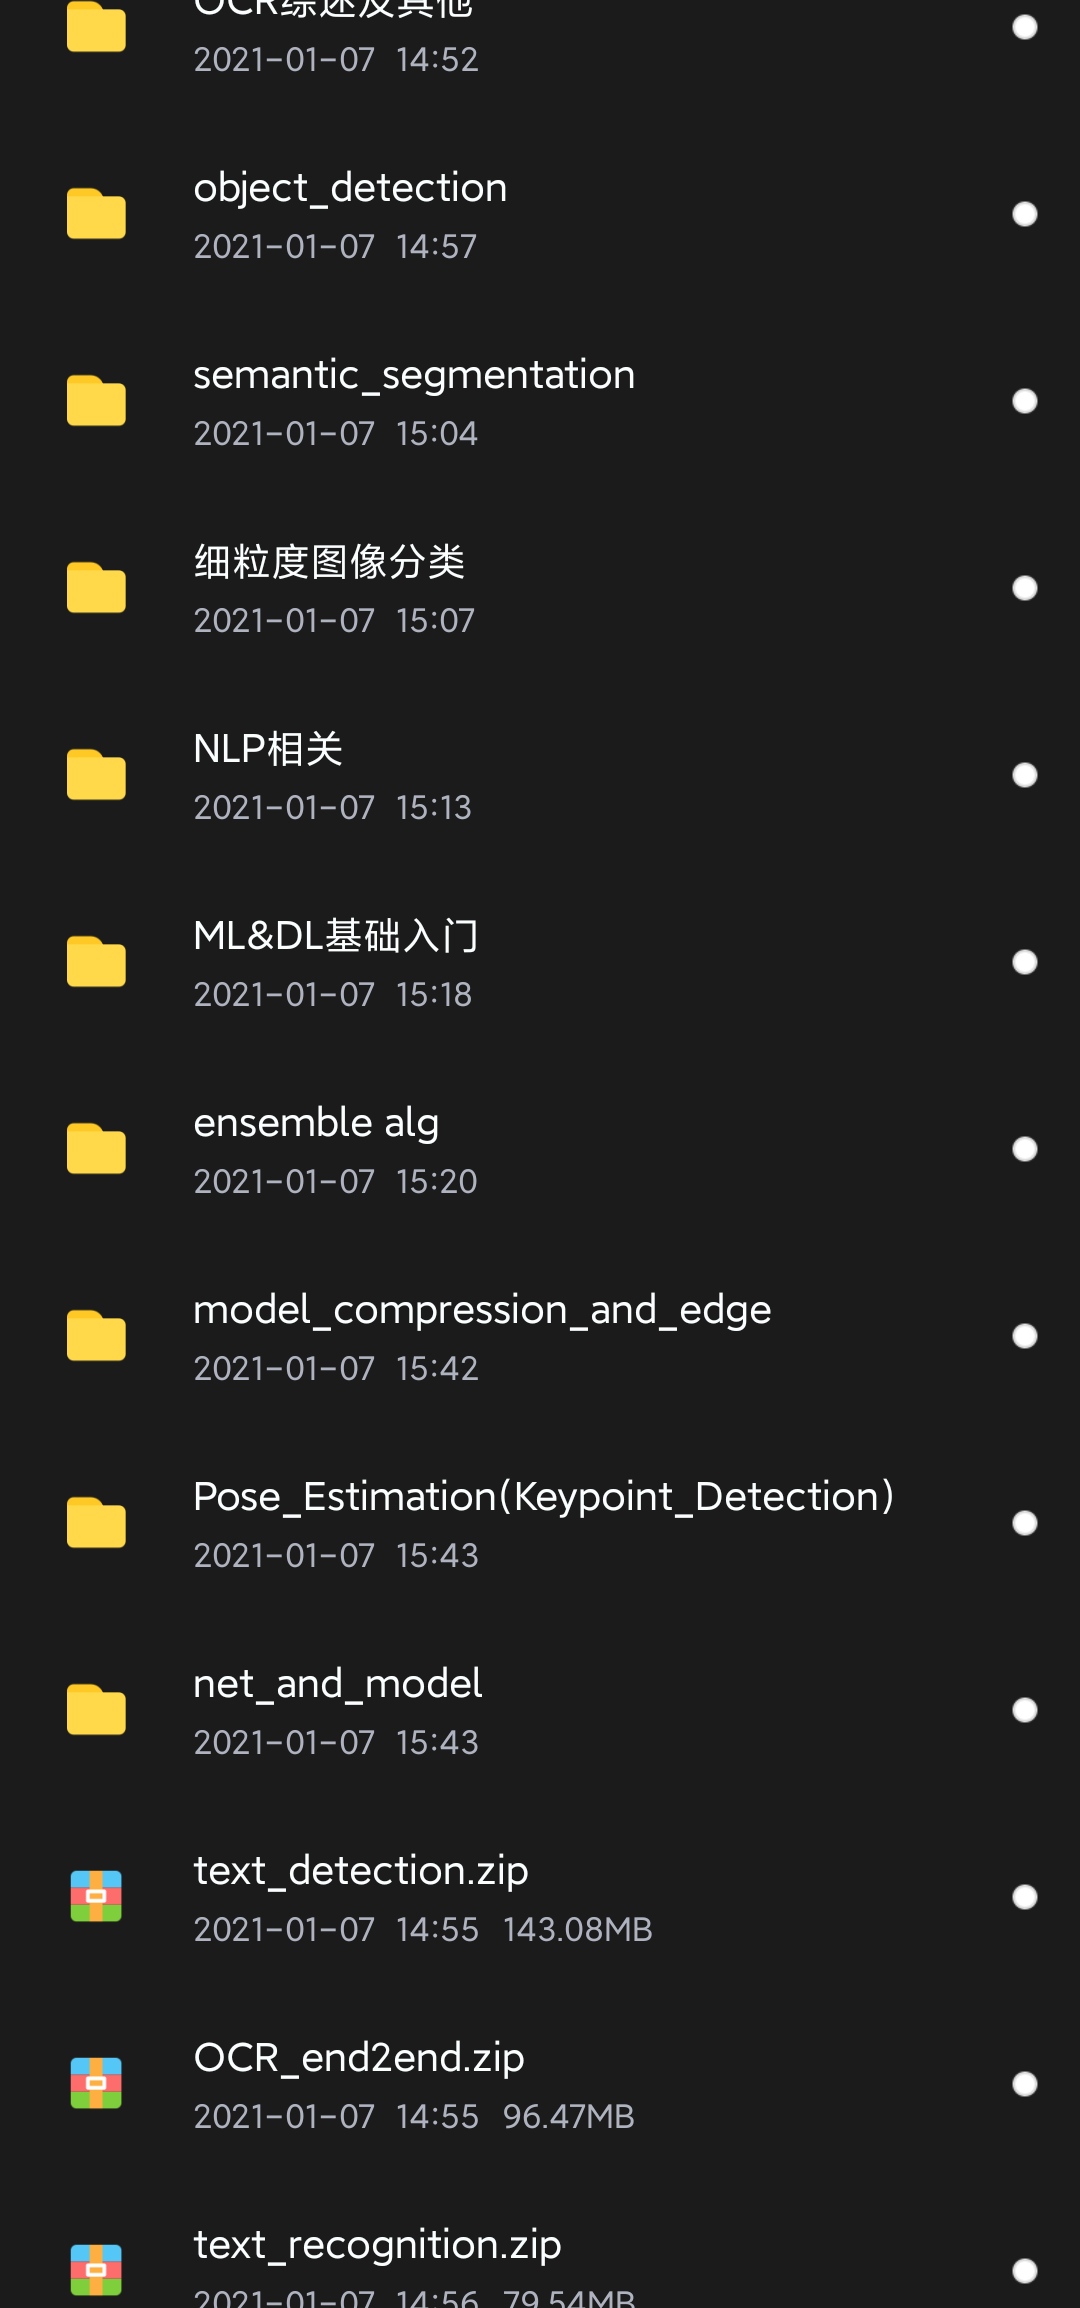 OCR综述及其他
2021-01-07 14:52
object_detection
2021-01-07 14:57
semantic_segmentation
2021-01-07 15:04
细粒度图像分类
2021-01-07 15:07
NLP相关
2021-01-07 15:13
ML&DL基础入门
2021-01-07 15:18
ensemble alg
2021-01-07 15:20
model_compression_and_edge
2021-01-07 15:42
Pose_Estimation(Keypoint_Detection)
2021-01-07 15:43
net_and_model
2021-01-07 15:43
text_detection.zip
2021-01-07 14:55 143.08MB
OCR_end2end.zip
2021-01-07 14:55 96.47MB
text_recognition.zip
2021-01-07 14:56 79.54MB